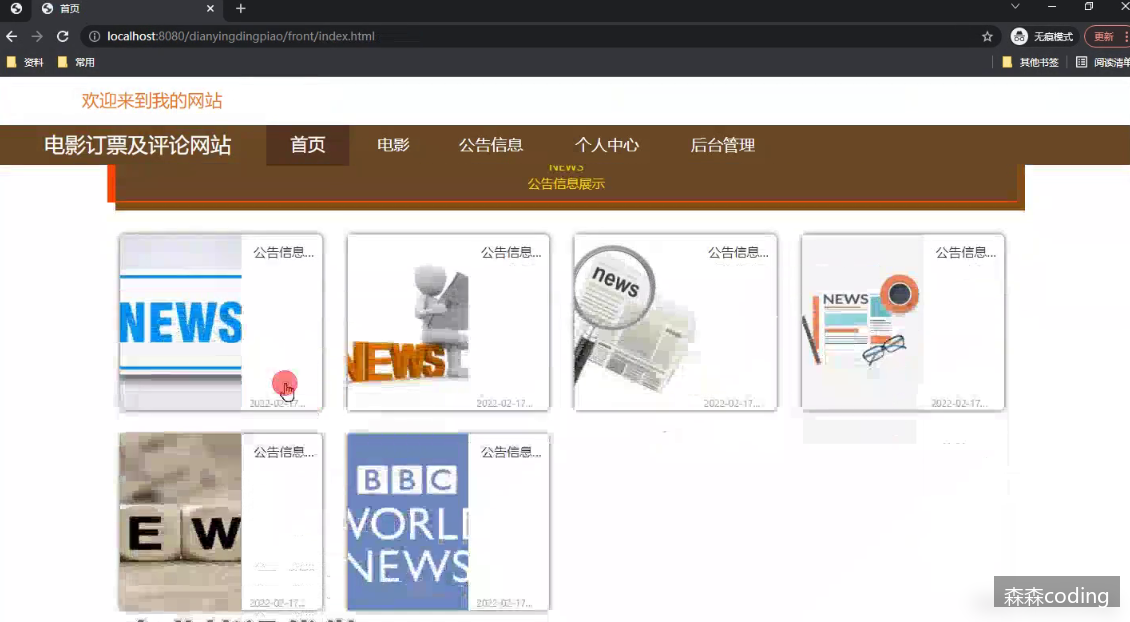 首页
localhost:8080/dianyingdingpiao/front/index.html
无痕模式
更新
资料
常用
其他书签
阅读清单
欢迎来到我的网站
电影订票及评论网站
首页
电影
公告信息
个人中心
后台管理
NEWS
公告信息展示
NEWS
公告信息...
2022-02-17...
NEWS
公告信息...
2022-02-17...
news
公告信息...
2022-02-17...
NEWS
公告信息...
2022-02-17...
E W
公告信息...
2022-02-17...
BBC
WORLD
NEWS
公告信息...
2022-02-17...
森森coding